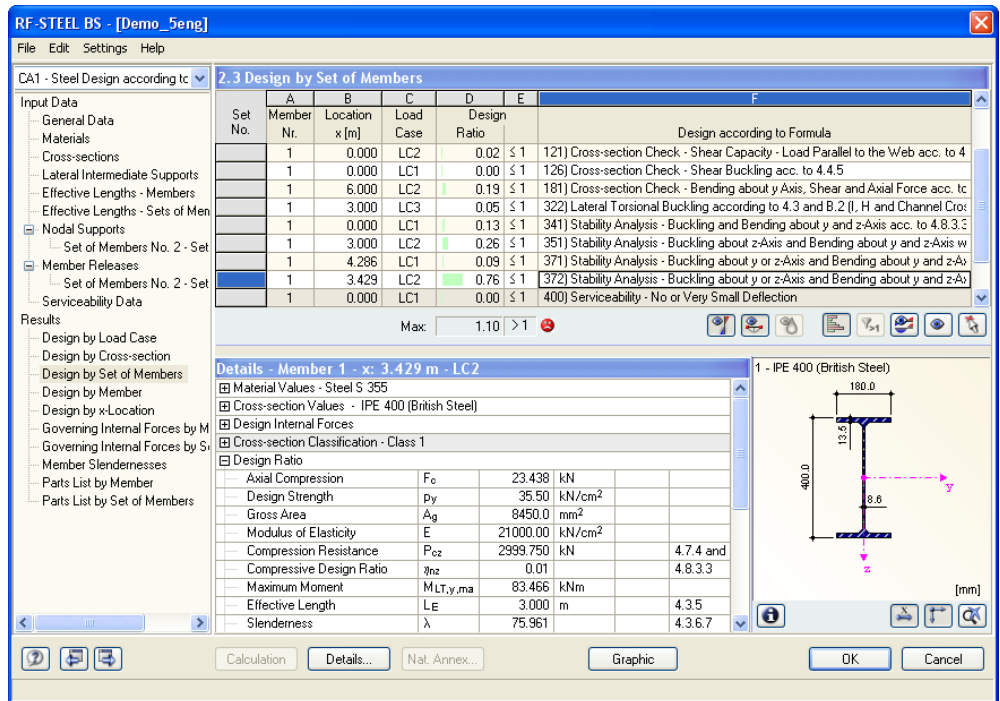 RF-STEEL BS - [Demo_5eng]
File Edit Settings Help
CA1 - Steel Design according tc
Input Data
General Data
Materials
Cross-sections
Lateral Intermediate Supports
Effective Lengths - Members
Effective Lengths - Sets of Men
Nodal Supports
Set of Members No. 2 - Set
Member Releases
Set of Members No. 2 - Set
Serviceability Data
Results
Design by Load Case
Design by Cross-section
Design by Set of Members
Design by Member
Design by x-Location
Governing Internal Forces by M
Governing Internal Forces by S
Member Slendernesses
Parts List by Member
Parts List by Set of Members
2.3 Design by Set of Members
A B C D E F
Set Member Location Load Design
No. Nr. x [m] Case Ratio Design according to Formula
1 0.000 LC2 0.02 ≤ 1 121) Cross-section Check - Shear Capacity - Load Parallel to the Web acc. to 4
1 0.000 LC1 0.00 ≤ 1 126) Cross-section Check - Shear Buckling acc. to 4.4.5
1 6.000 LC2 0.19 ≤ 1 181) Cross-section Check - Bending about y Axis, Shear and Axial Force acc. tc
1 3.000 LC3 0.05 ≤ 1 322) Lateral Torsional Buckling according to 4.3 and B.2 (I, H and Channel Cros
1 0.000 LC1 0.13 ≤ 1 341) Stability Analysis - Buckling and Bending about y and z-Axis acc. to 4.8.3.3
1 3.000 LC2 0.26 ≤ 1 351) Stability Analysis - Buckling about z-Axis and Bending about y and z-Axis w
1 4.286 LC1 0.09 ≤ 1 371) Stability Analysis - Buckling about y or z-Axis and Bending about y and z-Ax
1 3.429 LC2 0.76 ≤ 1 372) Stability Analysis - Buckling about y or z-Axis and Bending about y and z-Ax
1 0.000 LC1 0.00 ≤ 1 400) Serviceability - No or Very Small Deflection
Max: 1.10 > 1
Details - Member 1 - x: 3.429 m - LC2
Material Values - Steel S 355
Cross-section Values - IPE 400 (British Steel)
Design Internal Forces
Cross-section Classification - Class 1
Design Ratio
Axial Compression Fc 23.438 kN
Design Strength py 35.50 kN/cm2
Gross Area Ag 8450.0 mm2
Modulus of Elasticity E 21000.00 kN/cm2
Compression Resistance Pcz 2999.750 kN 4.7.4 and
Compressive Design Ratio ηnz 0.01 4.8.3.3
Maximum Moment MLT,y,ma 83.466 kNm
Effective Length LE 3.000 m 4.3.5
Slenderness λ 75.961 4.3.6.7
1 - IPE 400 (British Steel)
180.0
13.5
400.0
8.6
y
z
[mm]
Calculation Details... Nat. Annex... Graphic OK Cancel